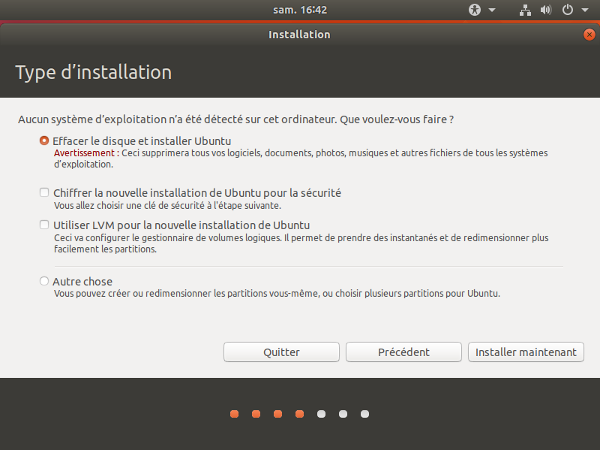 sam. 16:42
Installation
Type d'installation
Aucun système d'exploitation n'a été détecté sur cet ordinateur. Que voulez-vous faire ?
Effacer le disque et installer Ubuntu
Avertissement : Ceci supprimera tous vos logiciels, documents, photos, musiques et autres fichiers de tous les systèmes
d'exploitation.
Chiffrer la nouvelle installation de Ubuntu pour la sécurité
Vous allez choisir une clé de sécurité à l'étape suivante.
Utiliser LVM pour la nouvelle installation de Ubuntu
Ceci va configurer le gestionnaire de volumes logiques. Il permet de prendre des instantanés et de redimensionner plus
facilement les partitions.
Autre chose
Vous pouvez créer ou redimensionner les partitions vous-même, ou choisir plusieurs partitions pour Ubuntu.
Quitter
Précédent
Installer maintenant